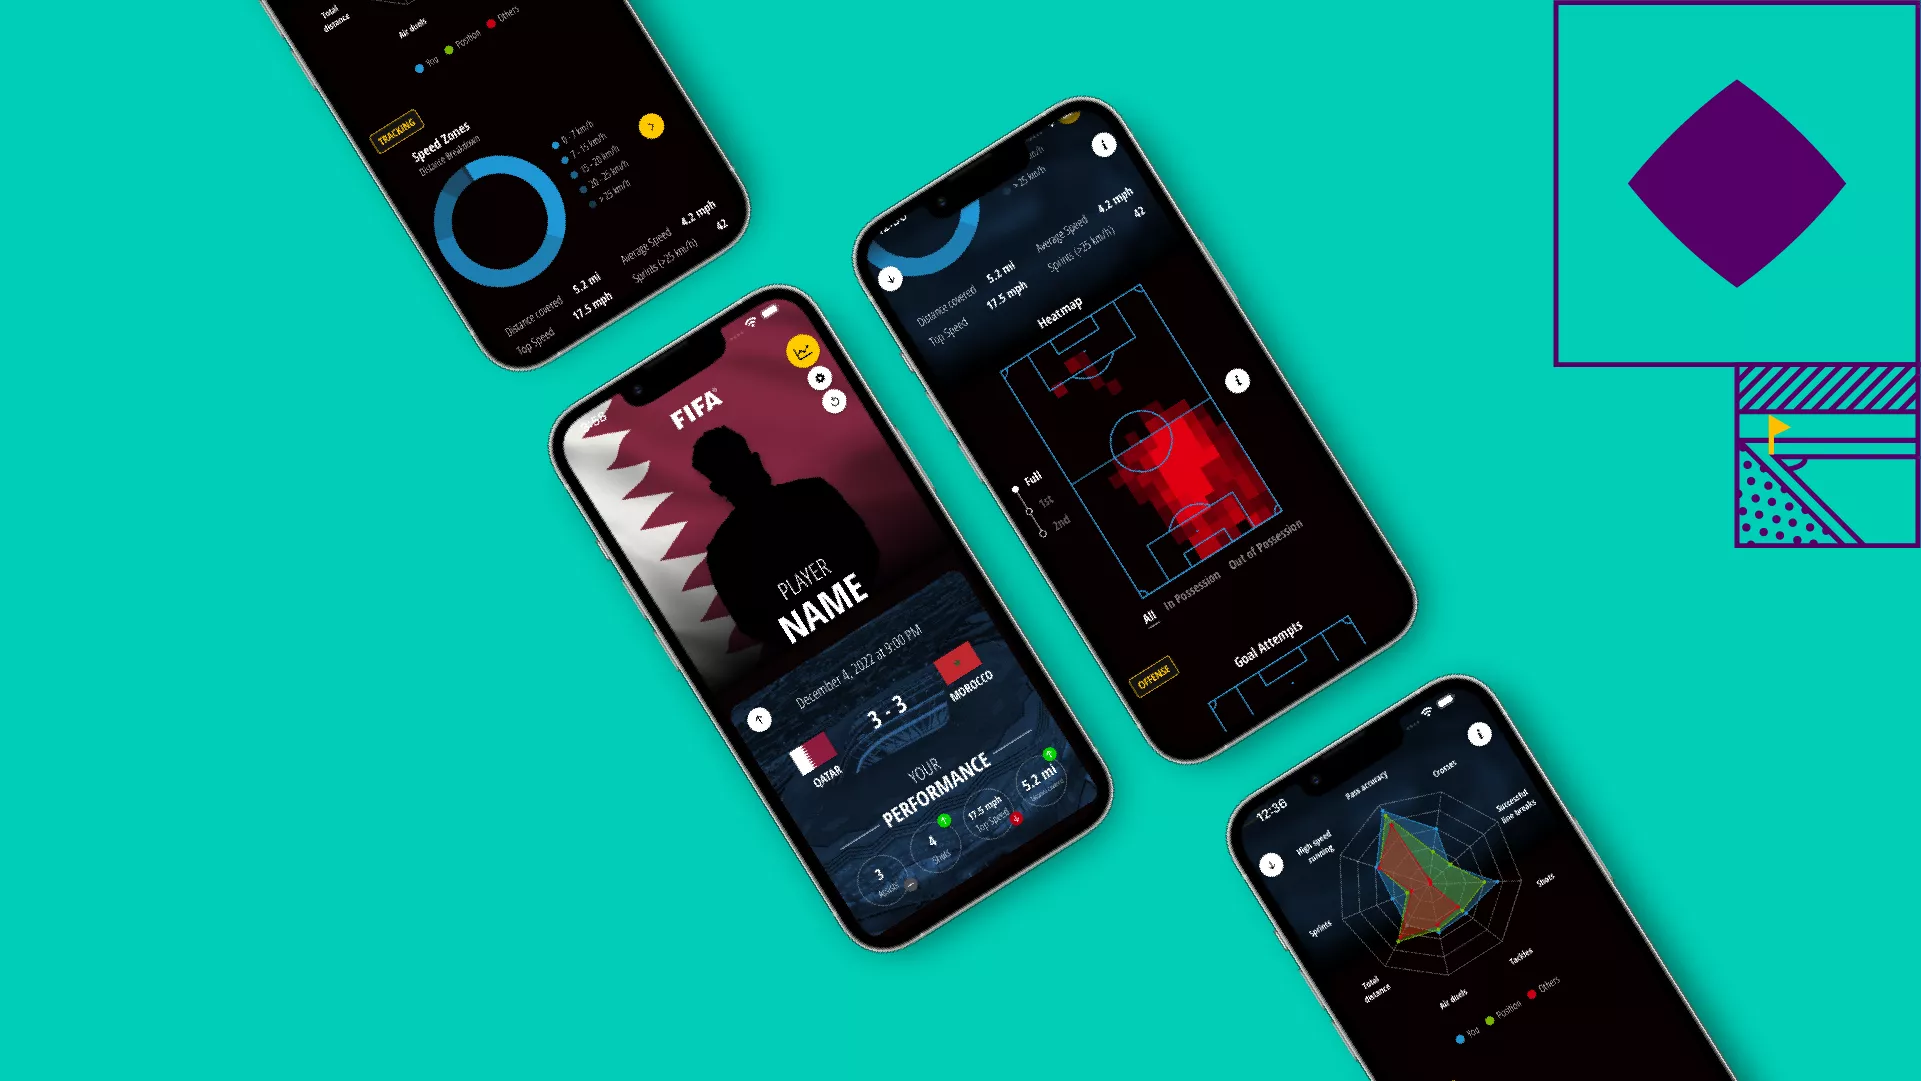 Total
distance
Air duels
You
Position
Others
TRACKING
Speed Zones
Distance Breakdown
0 - 7 km/h
7 - 15 km/h
15 - 20 km/h
20 - 25 km/h
> 25 km/h
Distance covered 5.2 mi
Average Speed 4.2 mph
Top Speed 17.5 mph
Sprints (>25 km/h) 42
FIFA
PLAYER
NAME
December 4, 2022 at 9:00 PM
3 - 3
QATAR
MOROCCO
YOUR
PERFORMANCE
3
Assists
4
Shots
17.5 mph
Top Speed
5.2 mi
Distance covered
> 25 km/h
Distance covered 5.2 mi
Average Speed 4.2 mph
Top Speed 17.5 mph
Sprints (>25 km/h) 42
Heatmap
Full
1st
2nd
All In Possession Out of Possession
OFFENSE
Goal Attempts
12:36
Pass accuracy
Crosses
Successful
line breaks
Shots
Tackles
Air duels
Total
distance
Sprints
High speed
running
You
Position
Others